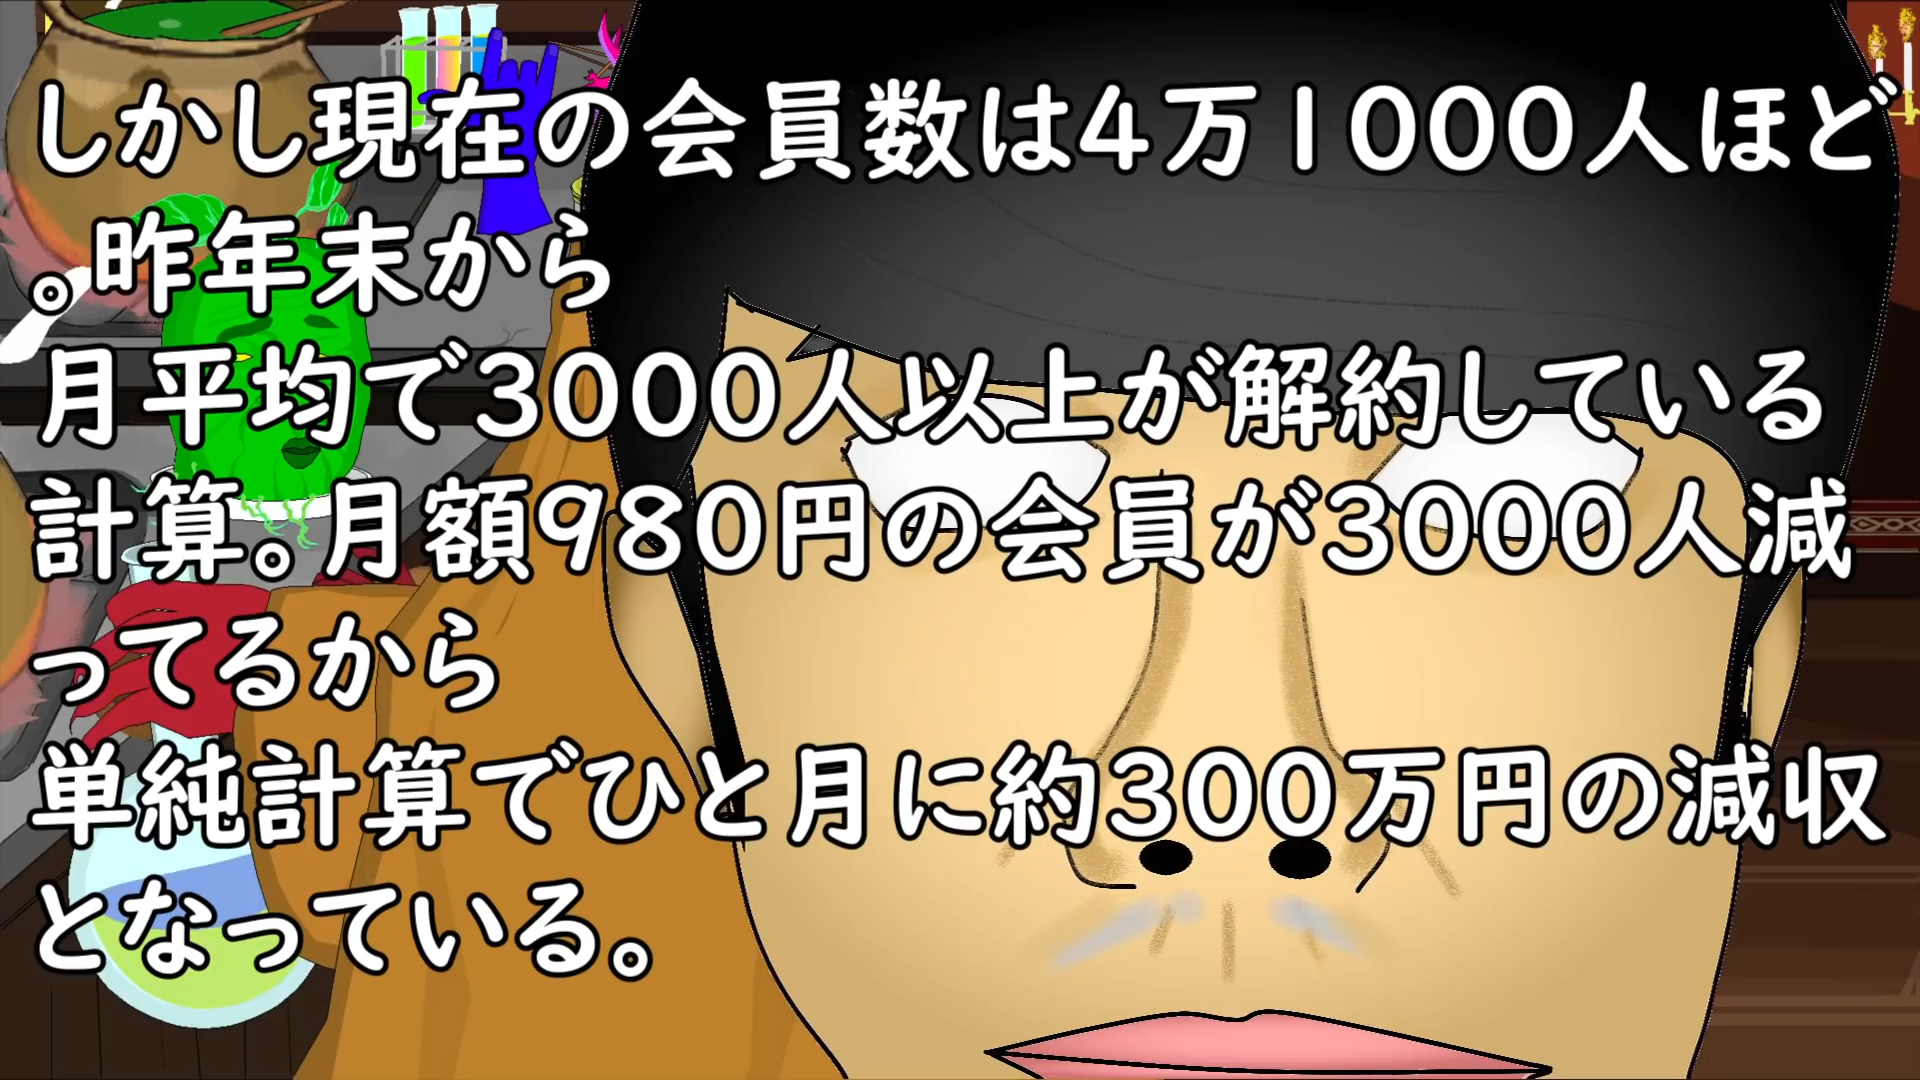 しかし現在の会員数は4万1000人ほど
。昨年末から
月平均で3000人以上が解約している
計算。月額980円の会員が3000人減
ってるから
単純計算でひと月に約300万円の減収
となっている。